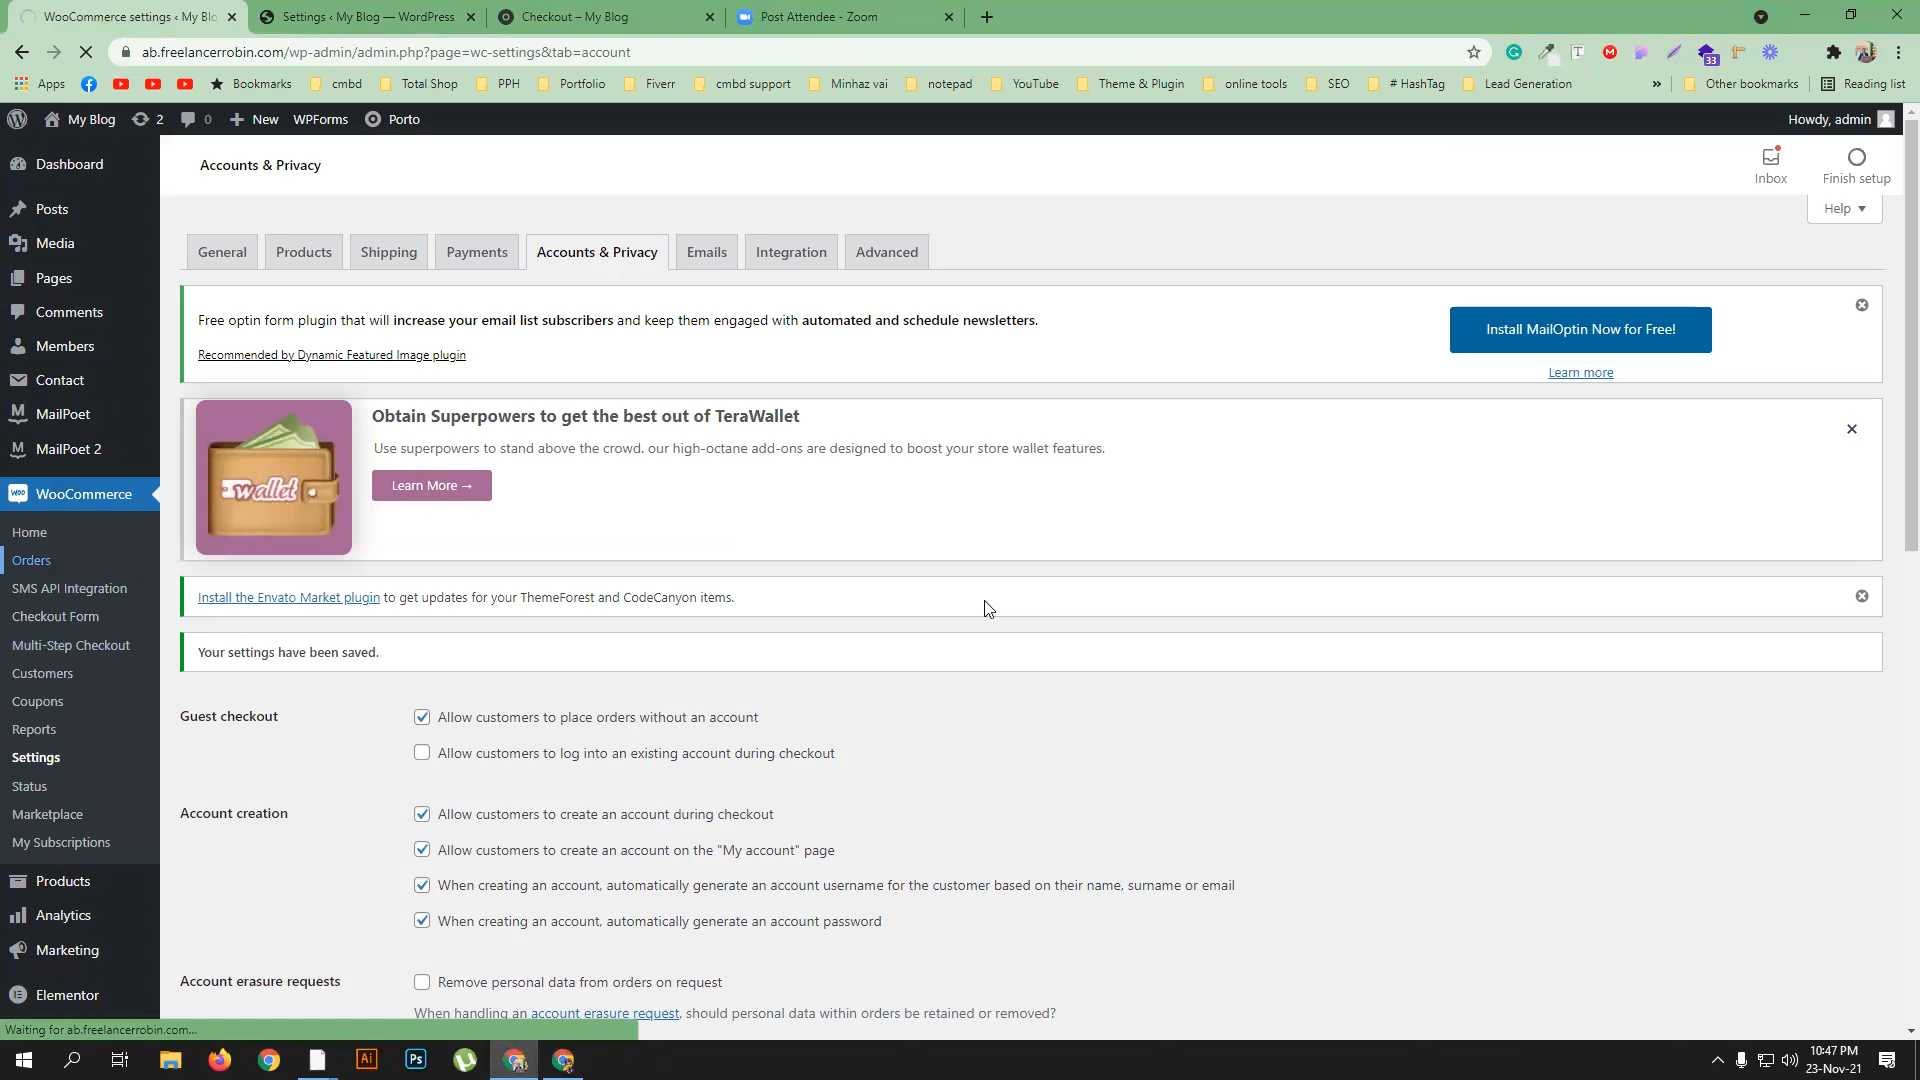 WooCommerce settings ‹ My Blo
Settings ‹ My Blog — WordPress
Checkout – My Blog
Post Attendee - Zoom
ab.freelancerrobin.com/wp-admin/admin.php?page=wc-settings&tab=account
33
Apps
Bookmarks
cmbd
Total Shop
PPH
Portfolio
Fiverr
cmbd support
Minhaz vai
notepad
YouTube
Theme & Plugin
online tools
SEO
# HashTag
Lead Generation
»
Other bookmarks
Reading list
My Blog
2
0
New
WPForms
Porto
Howdy, admin
Dashboard
Posts
Media
Pages
Comments
Members
Contact
MailPoet
MailPoet 2
WooCommerce
Home
Orders
SMS API Integration
Checkout Form
Multi-Step Checkout
Customers
Coupons
Reports
Settings
Status
Marketplace
My Subscriptions
Products
Analytics
Marketing
Elementor
Accounts & Privacy
Inbox
Finish setup
Help
General
Products
Shipping
Payments
Accounts & Privacy
Emails
Integration
Advanced
Free optin form plugin that will increase your email list subscribers and keep them engaged with automated and schedule newsletters.
Recommended by Dynamic Featured Image plugin
Install MailOptin Now for Free!
Learn more
wallet
Obtain Superpowers to get the best out of TeraWallet
Use superpowers to stand above the crowd. our high-octane add-ons are designed to boost your store wallet features.
Learn More →
Install the Envato Market plugin to get updates for your ThemeForest and CodeCanyon items.
Your settings have been saved.
Guest checkout
Allow customers to place orders without an account
Allow customers to log into an existing account during checkout
Account creation
Allow customers to create an account during checkout
Allow customers to create an account on the "My account" page
When creating an account, automatically generate an account username for the customer based on their name, surname or email
When creating an account, automatically generate an account password
Account erasure requests
Remove personal data from orders on request
When handling an account erasure request, should personal data within orders be retained or removed?
Waiting for ab.freelancerrobin.com...
Ai
Ps
10:47 PM
23-Nov-21